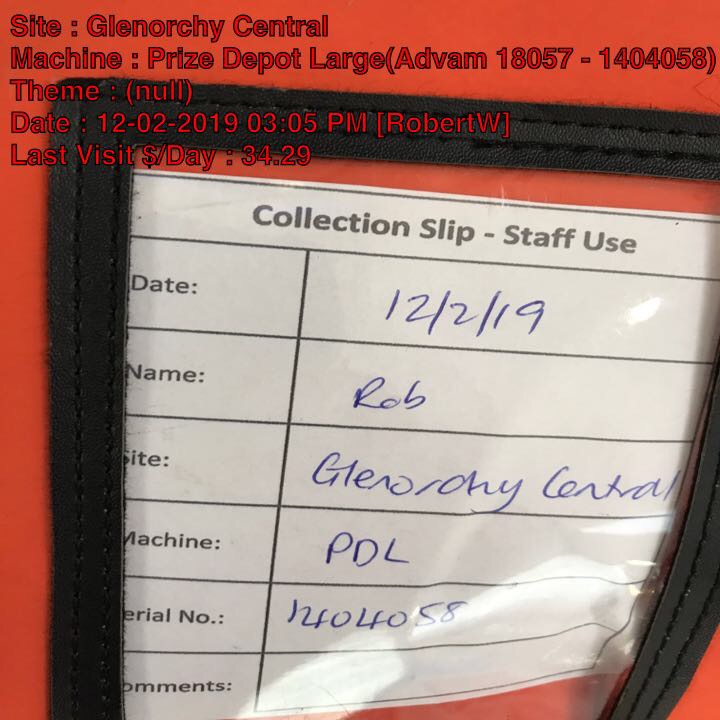 Site : Glenorchy Central
Machine : Prize Depot Large(Advam 18057 - 1404058)
Theme : (null)
Date : 12-02-2019 03:05 PM [RobertW]
Last Visit $/Day : 34.29
Collection Slip - Staff Use
Date: 12/2/19
Name: Rob
ite: Glenorchy Central
Machine: PDL
erial No.: 1404058
omments: